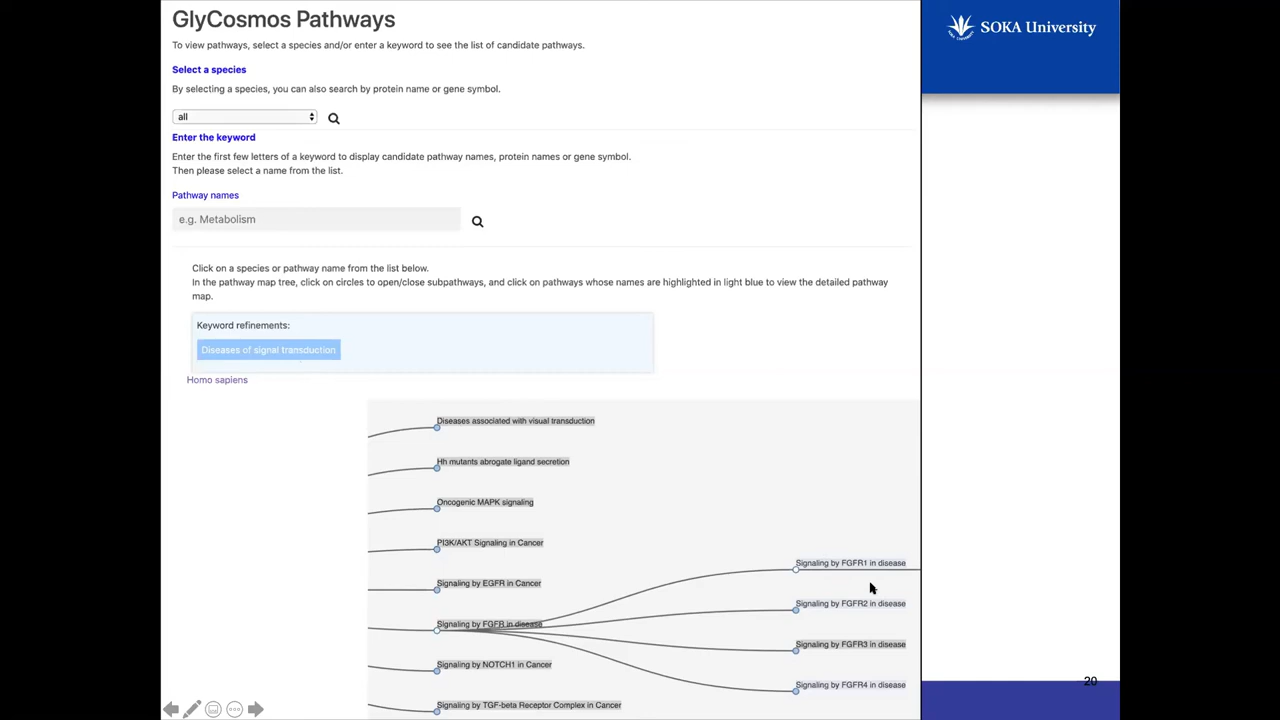 GlyCosmos Pathways
SOKA University
To view pathways, select a species and/or enter a keyword to see the list of candidate pathways.
Select a species
By selecting a species, you can also search by protein name or gene symbol.
all
Enter the keyword
Enter the first few letters of a keyword to display candidate pathway names, protein names or gene symbol.
Then please select a name from the list.
Pathway names
e.g. Metabolism
Click on a species or pathway name from the list below.
In the pathway map tree, click on circles to open/close subpathways, and click on pathways whose names are highlighted in light blue to view the detailed pathway
map.
Keyword refinements:
Diseases of signal transduction
Homo sapiens
Diseases associated with visual transduction
Hh mutants abrogate ligand secretion
Oncogenic MAPK signaling
PI3K/AKT Signaling in Cancer
Signaling by EGFR in Cancer
Signaling by FGFR in disease
Signaling by NOTCH1 in Cancer
Signaling by TGF-beta Receptor Complex in Cancer
Signaling by FGFR1 in disease
Signaling by FGFR2 in disease
Signaling by FGFR3 in disease
Signaling by FGFR4 in disease
20